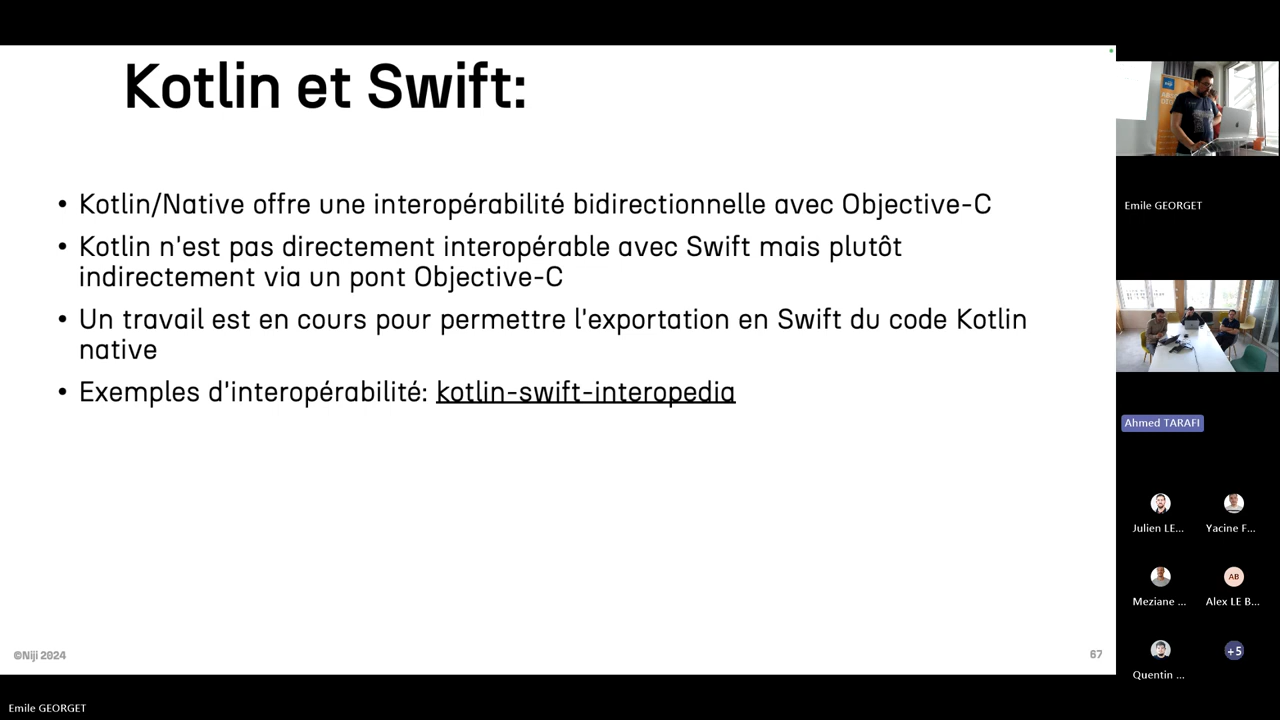 Kotlin et Swift:
• Kotlin/Native offre une interopérabilité bidirectionnelle avec Objective-C
• Kotlin n'est pas directement interopérable avec Swift mais plutôt
indirectement via un pont Objective-C
• Un travail est en cours pour permettre l'exportation en Swift du code Kotlin
native
• Exemples d'interopérabilité: kotlin-swift-interopedia
©Niji 2024
67
Emile GEORGET
Ahmed TARAFI
Julien LE...
Yacine F...
Meziane ...
AB
Alex LE B...
Quentin ...
+5
Emile GEORGET